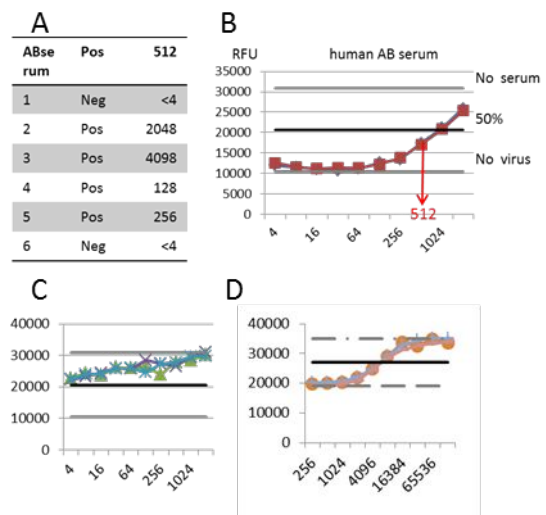 A
ABse
rum Pos 512
1 Neg <4
2 Pos 2048
3 Pos 4098
4 Pos 128
5 Pos 256
6 Neg <4
B
RFU human AB serum
35000
30000
25000
20000
15000
10000
5000
0
4 16 64 256 1024
No serum
50%
No virus
512
C
40000
30000
20000
10000
0
4 16 64 256 1024
D
40000
30000
20000
10000
0
256 1024 4096 16384 65536